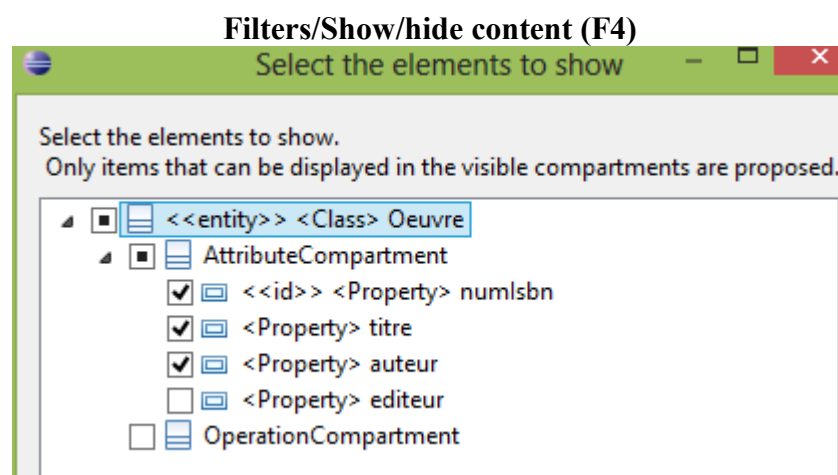 Filters/Show/hide content (F4)
Select the elements to show
Select the elements to show.
Only items that can be displayed in the visible compartments are proposed.
<<entity>> <Class> Oeuvre
AttributeCompartment
<<id>> <Property> numIsbn
<Property> titre
<Property> auteur
<Property> editeur
OperationCompartment